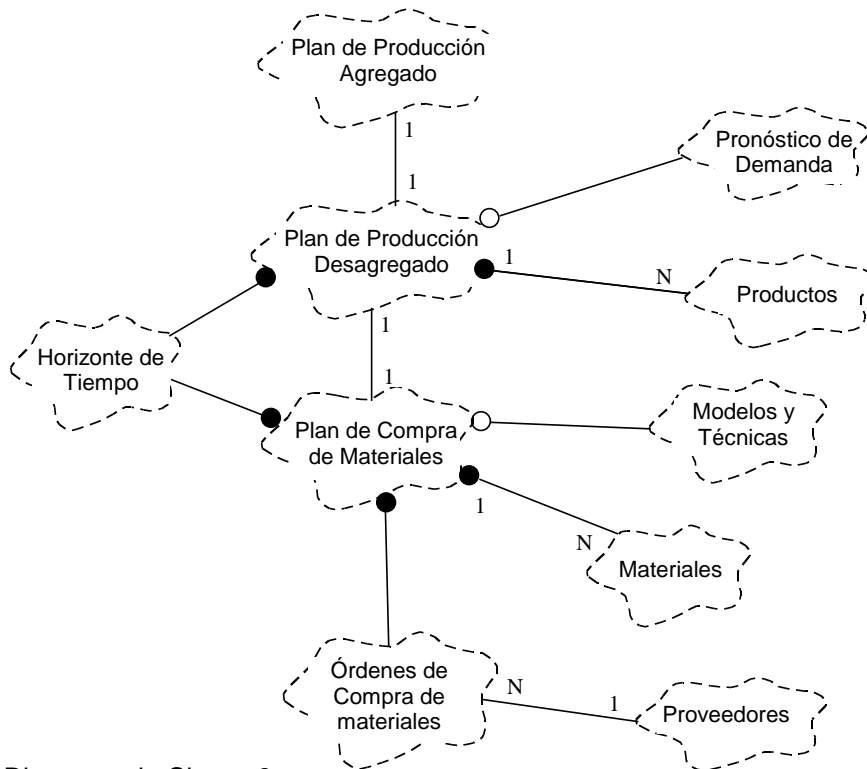 Plan de Producción
Agregado
1
Pronóstico de
Demanda
1
Plan de Producción
Desagregado
1
N
Productos
1
Horizonte de
Tiempo
1
Modelos y
Técnicas
Plan de Compra
de Materiales
1
N
Materiales
Órdenes de
Compra de
materiales
N
1
Proveedores